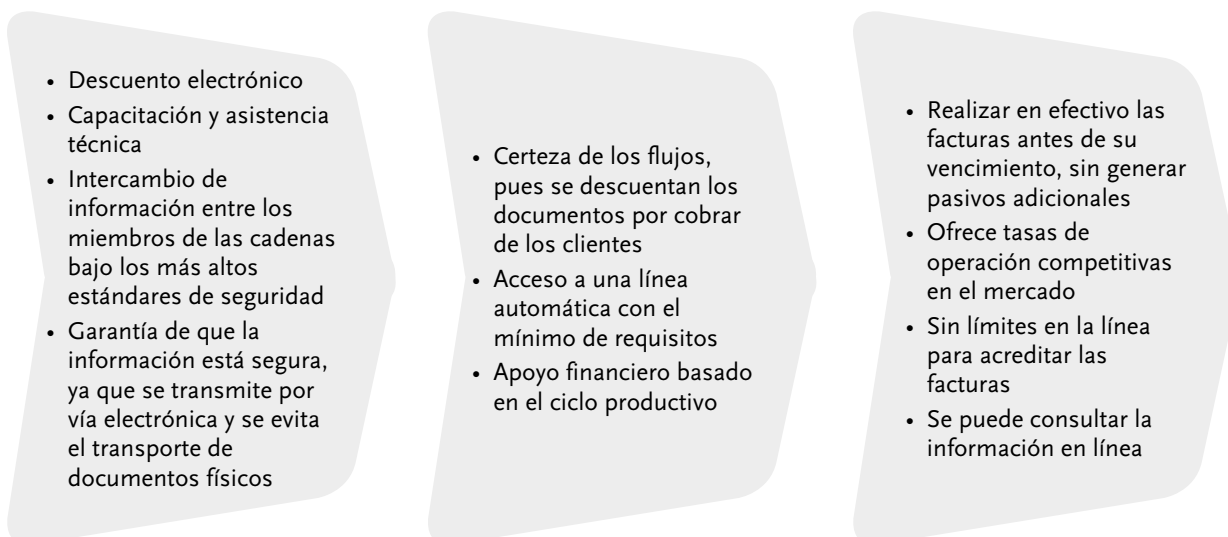 • Descuento electrónico
• Capacitación y asistencia
técnica
• Intercambio de
información entre los
miembros de las cadenas
bajo los más altos
estándares de seguridad
• Garantía de que la
información está segura,
ya que se transmite por
vía electrónica y se evita
el transporte de
documentos físicos
• Certeza de los flujos,
pues se descuentan los
documentos por cobrar
de los clientes
• Acceso a una línea
automática con el
mínimo de requisitos
• Apoyo financiero basado
en el ciclo productivo
• Realizar en efectivo las
facturas antes de su
vencimiento, sin generar
pasivos adicionales
• Ofrece tasas de
operación competitivas
en el mercado
• Sin límites en la línea
para acreditar las
facturas
• Se puede consultar la
información en línea